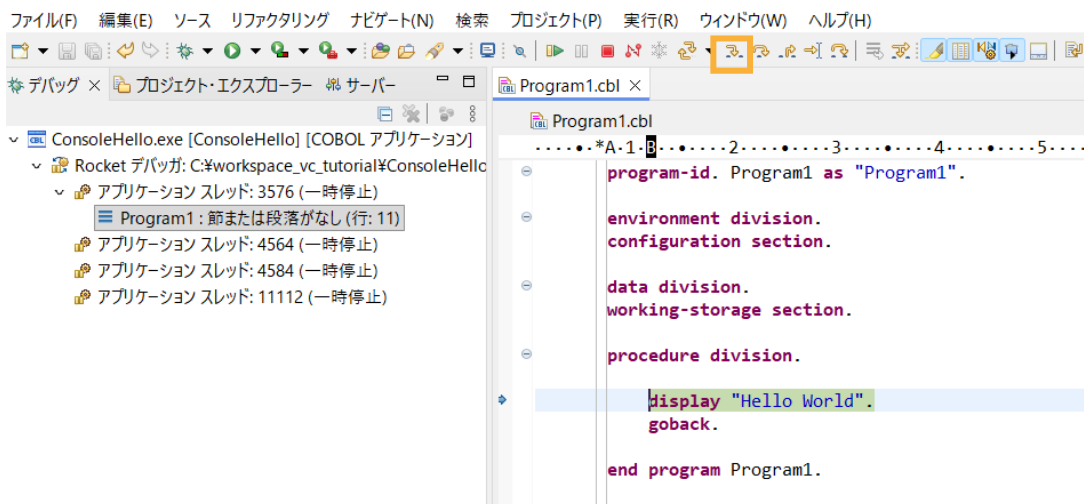 ファイル(F) 編集(E) ソース リファクタリング ナビゲート(N) 検索 プロジェクト(P) 実行(R) ウィンドウ(W) ヘルプ(H)
デバッグ プロジェクト・エクスプローラー サーバー
ConsoleHello.exe [ConsoleHello] [COBOL アプリケーション]
Rocket デバッガ: C:¥workspace_vc_tutorial¥ConsoleHello
アプリケーション スレッド: 3576 (一時停止)
Program1 : 節または段落がなし (行: 11)
アプリケーション スレッド: 4564 (一時停止)
アプリケーション スレッド: 4584 (一時停止)
アプリケーション スレッド: 11112 (一時停止)
Program1.cbl
Program1.cbl
*A·1·B··•····2····•····3····•····4····•····5····
program-id. Program1 as "Program1".
environment division.
configuration section.
data division.
working-storage section.
procedure division.
display "Hello World".
goback.
end program Program1.